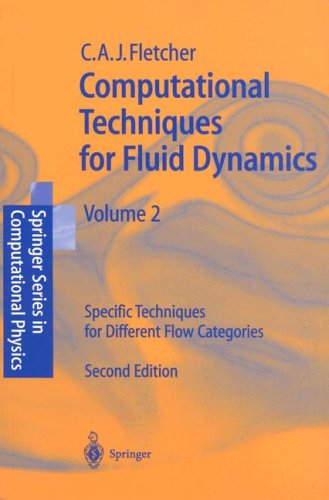 C.A.J.Fletcher
Computational
Techniques
for Fluid Dynamics
Volume 2
Springer Series in
Computational Physics
Specific Techniques
for Different Flow Categories
Second Edition
Springer